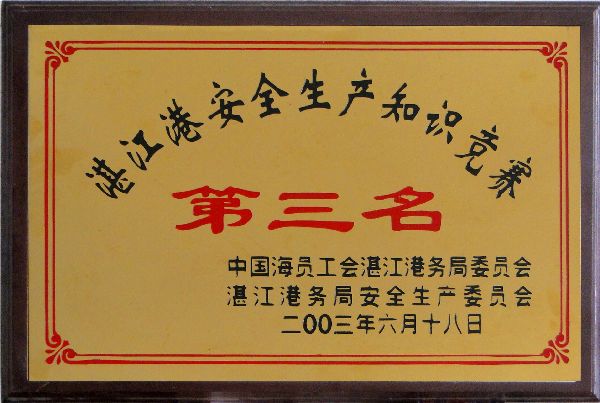 湛江港安全生产知识竞赛
第三名
中国海员工会湛江港务局委员会
湛江港务局安全生产委员会
二00三年六月十八日